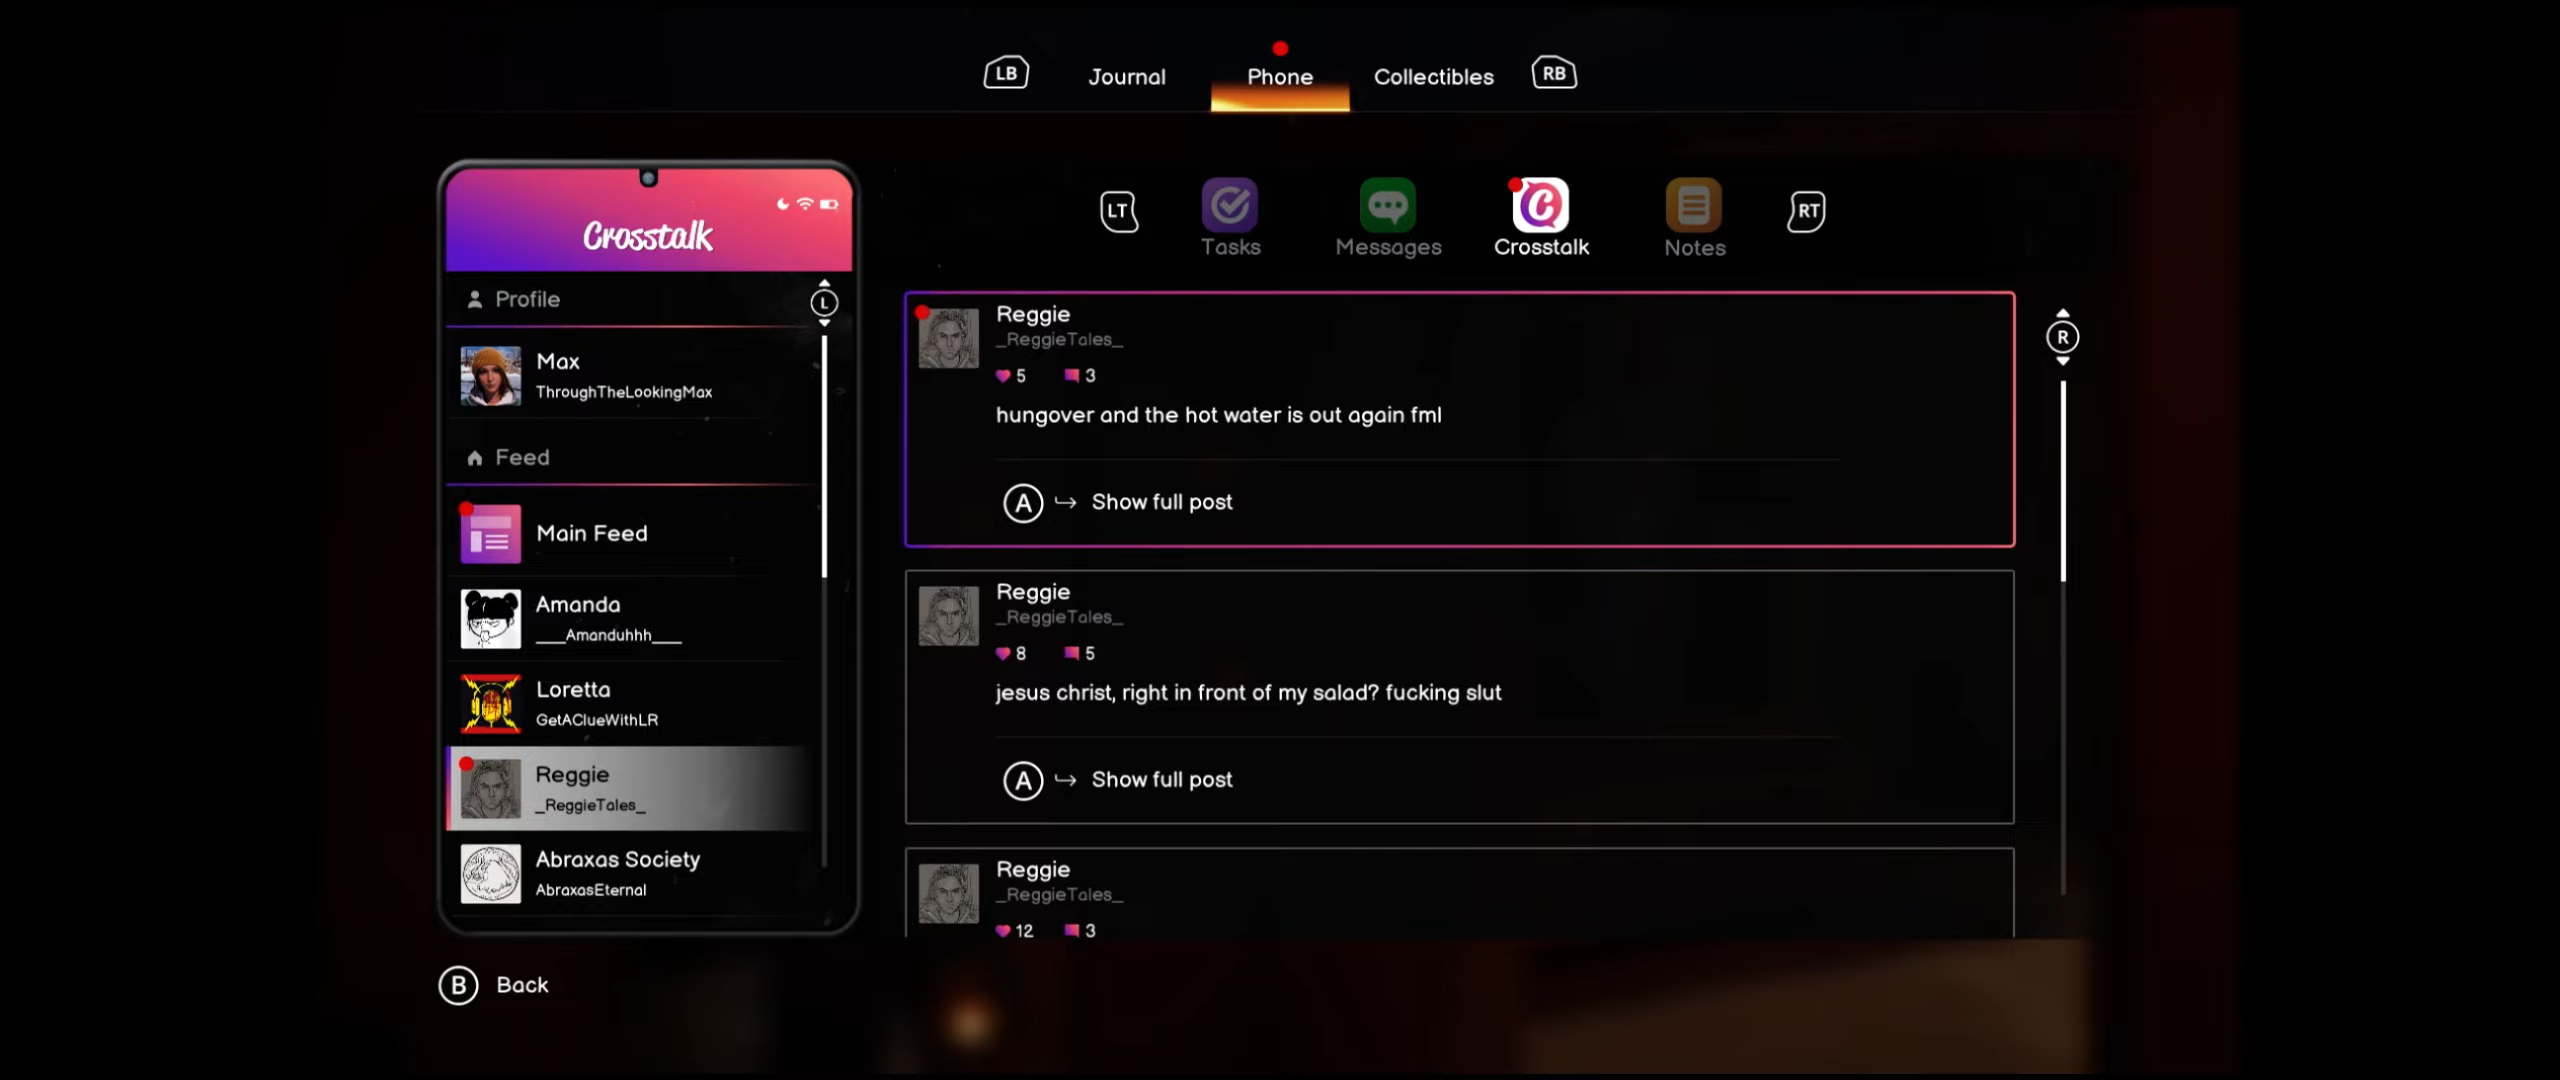 LB
Journal
Phone
Collectibles
RB
Crosstalk
Profile
L
Max
ThroughTheLookingMax
Feed
Main Feed
Amanda
____Amanduhhh____
Loretta
GetAClueWithLR
Reggie
_ReggieTales_
Abraxas Society
AbraxasEternal
LT
Tasks
Messages
C
Crosstalk
Notes
RT
Reggie
_ReggieTales_
5 3
hungover and the hot water is out again fml
A Show full post
Reggie
_ReggieTales_
8 5
jesus christ, right in front of my salad? fucking slut
A Show full post
Reggie
_ReggieTales_
12 3
R
B Back